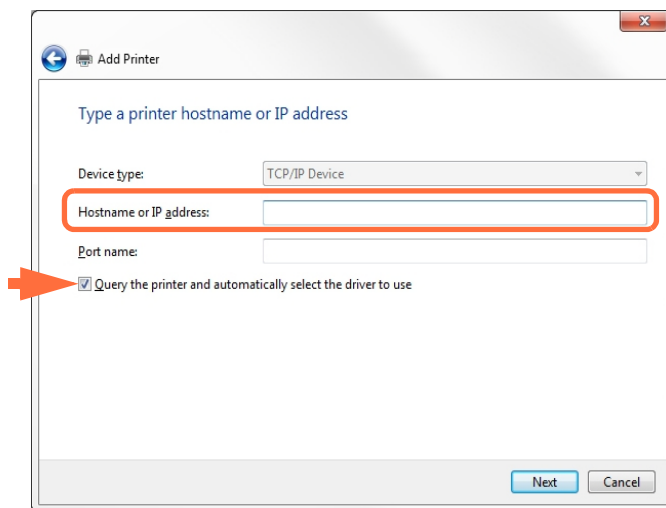 Add Printer
Type a printer hostname or IP address
Device type:
TCP/IP Device
Hostname or IP address:
Port name:
Query the printer and automatically select the driver to use
Next
Cancel